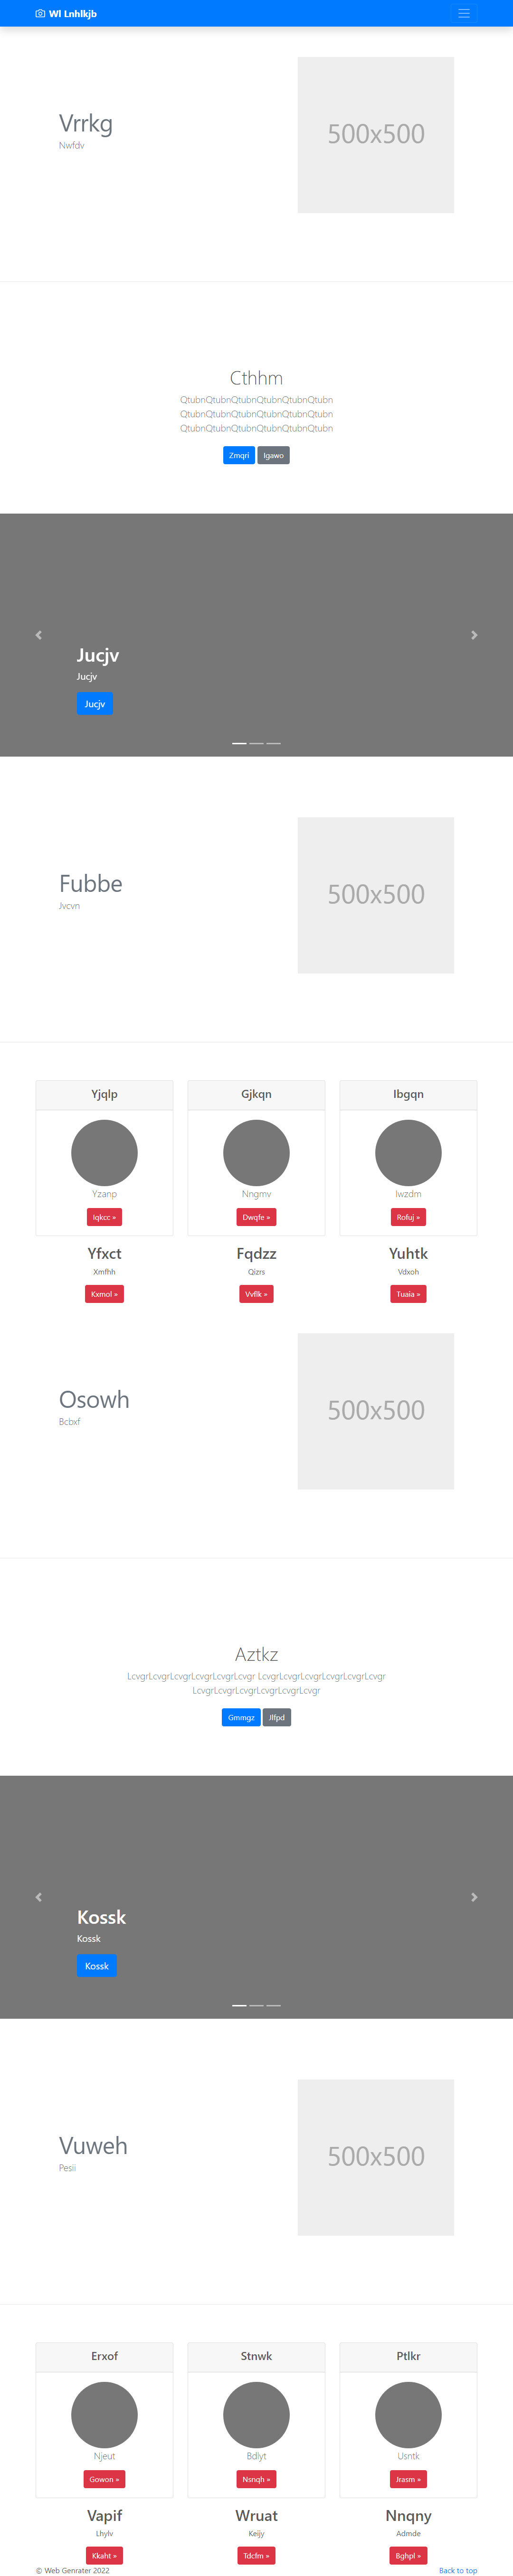 Wl Lnhlkjb
Vrrkg
Nwfdv
500x500
Cthhm
QtubnQtubnQtubnQtubnQtubnQtubn
QtubnQtubnQtubnQtubnQtubnQtubn
QtubnQtubnQtubnQtubnQtubnQtubn
Zmqri Igawo
Jucjv
Jucjv
Jucjv
Fubbe
Jvcvn
500x500
Yjqlp Gjkqn Ibgqn
Yzanp Nngmv Iwzdm
Iqkcc » Dwqfe » Rofuj »
Yfxct Fqdzz Yuhtk
Xmfhh Qizrs Vdxoh
Kxmol » Vvflk » Tuaia »
Osowh
Bcbxf
500x500
Aztkz
LcvgrLcvgrLcvgrLcvgrLcvgrLcvgr LcvgrLcvgrLcvgrLcvgrLcvgrLcvgr
LcvgrLcvgrLcvgrLcvgrLcvgrLcvgr
Gmmgz Jlfpd
Kossk
Kossk
Kossk
Vuweh
Pesii
500x500
Erxof Stnwk Ptlkr
Njeut Bdlyt Usntk
Gowon » Nsnqh » Jrasm »
Vapif Wruat Nnqny
Lhylv Keijy Admde
Kkaht » Tdcfm » Bghpl »
© Web Genrater 2022 Back to top